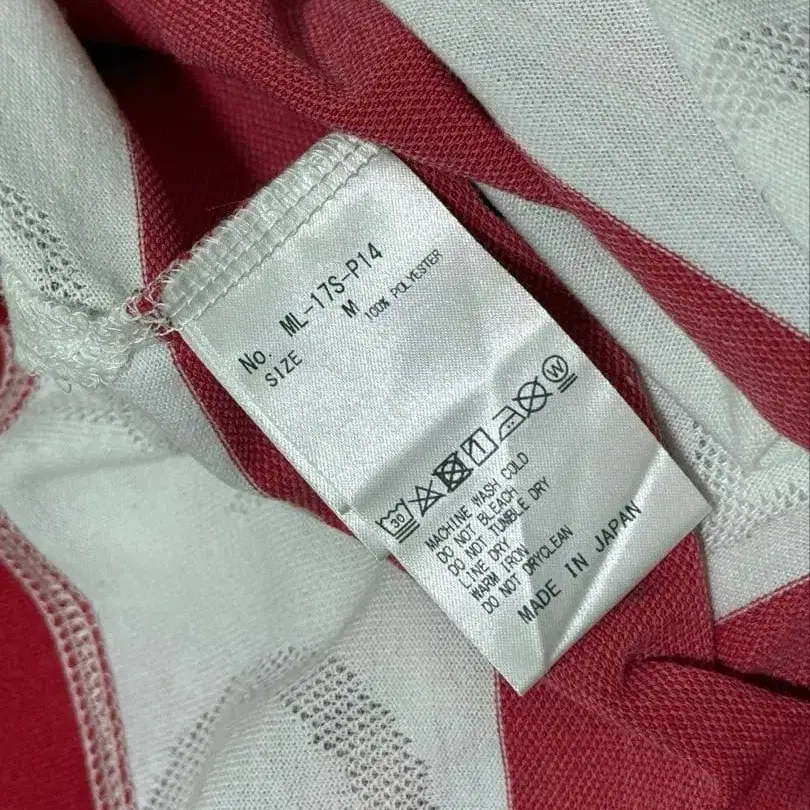 No. ML-17S-P14
SIZE M
100% POLYESTER
30 W
MACHINE WASH COLD
DO NOT BLEACH
DO NOT TUMBLE DRY
LINE DRY
WARM IRON
DO NOT DRYCLEAN
MADE IN JAPAN